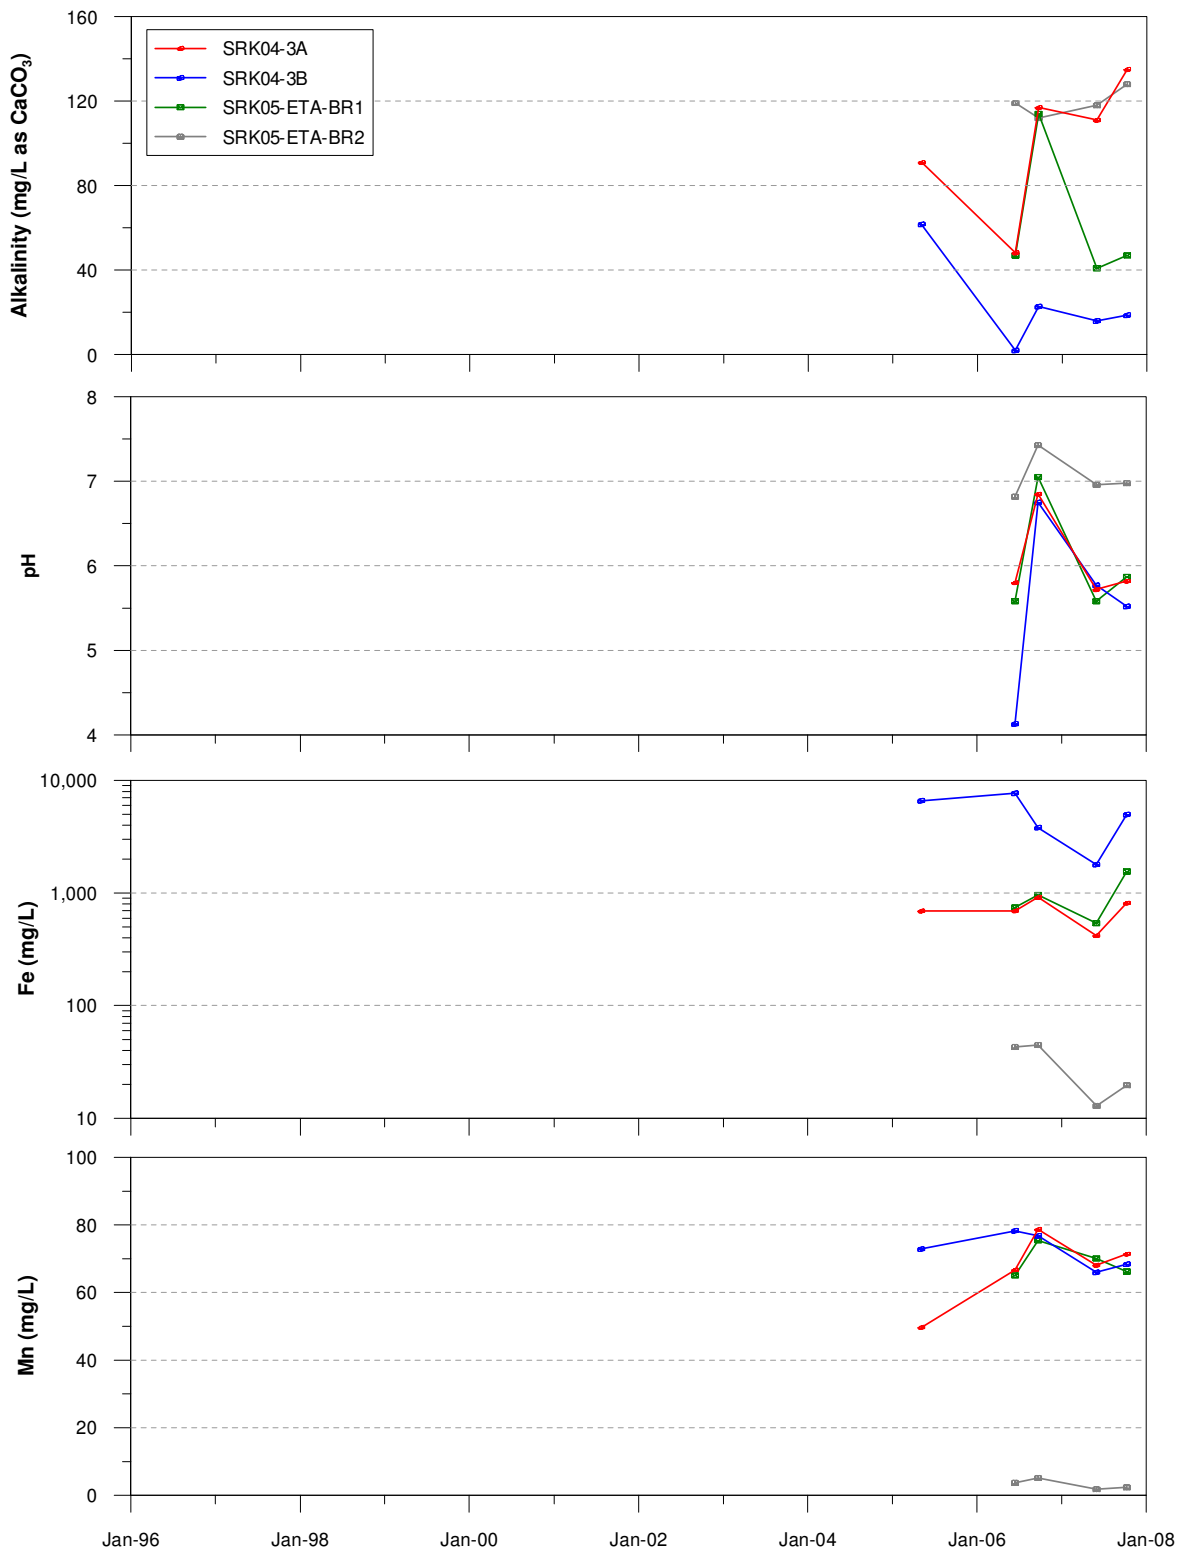 160
120
80
40
0
Alkalinity (mg/L as CaCO₃)
SRK04-3A
SRK04-3B
SRK05-ETA-BR1
SRK05-ETA-BR2
8
7
6
5
4
pH
10,000
1,000
100
10
Fe (mg/L)
100
80
60
40
20
0
Mn (mg/L)
Jan-96 Jan-98 Jan-00 Jan-02 Jan-04 Jan-06 Jan-08